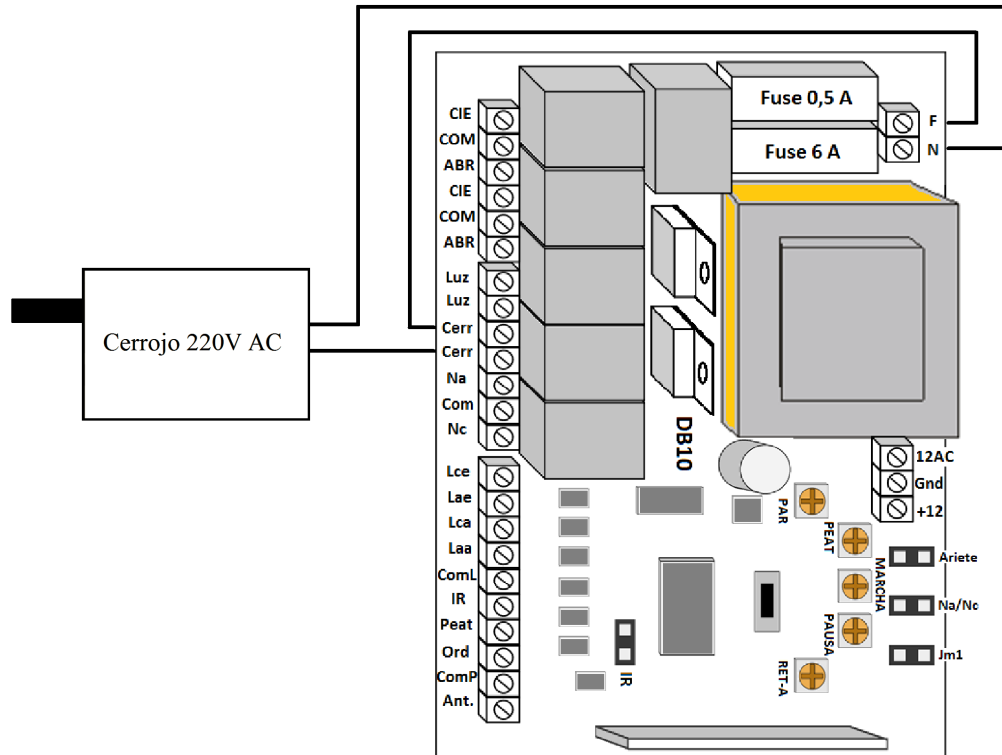 Fuse 0,5 A
Fuse 6 A
F
N
CIE
COM
ABR
CIE
COM
ABR
Luz
Luz
Cerr
Cerr
Na
Com
Nc
Cerrojo 220V AC
Lce
Lae
Lca
Laa
ComL
IR
Peat
Ord
ComP
Ant.
DB10
12AC
Gnd
+12
PAR
PEAT
MARCHA
PAUSA
RET-A
Ariete
Na/Nc
Jm1
IR